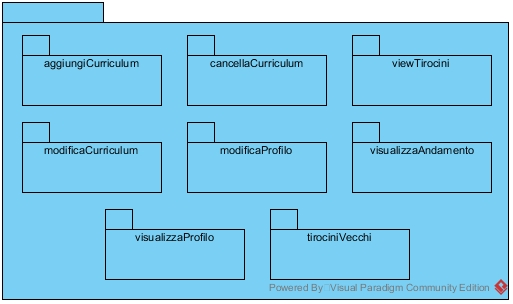 aggiungiCurriculum
cancellaCurriculum
viewTirocini
modificaCurriculum
modificaProfilo
visualizzaAndamento
visualizzaProfilo
tirociniVecchi
Powered By Visual Paradigm Community Edition